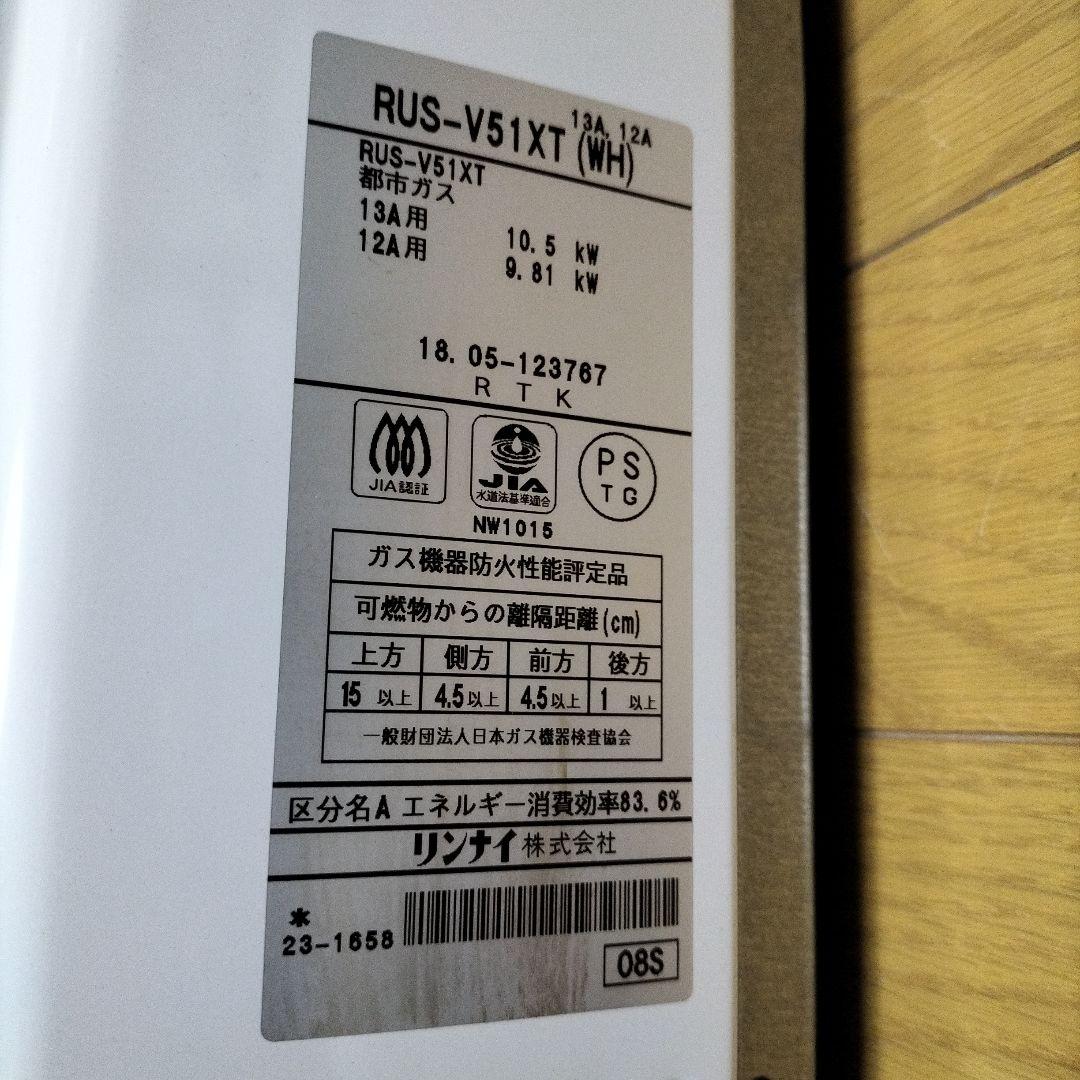 RUS-V51XT (WH) 13A, 12A
RUS-V51XT
都市ガス
13A用 10.5 kW
12A用 9.81 kW
18. 05-123767
RTK
JIA認証
JIA
水道法基準適合
NW1015
PS
TG
ガス機器防火性能評定品
可燃物からの離隔距離(cm)
上方 側方 前方 後方
15 以上 4.5以上 4.5以上 1 以上
一般財団法人日本ガス機器検査協会
区分名A エネルギー消費効率83.6%
リンナイ株式会社
*
23-1658
08S